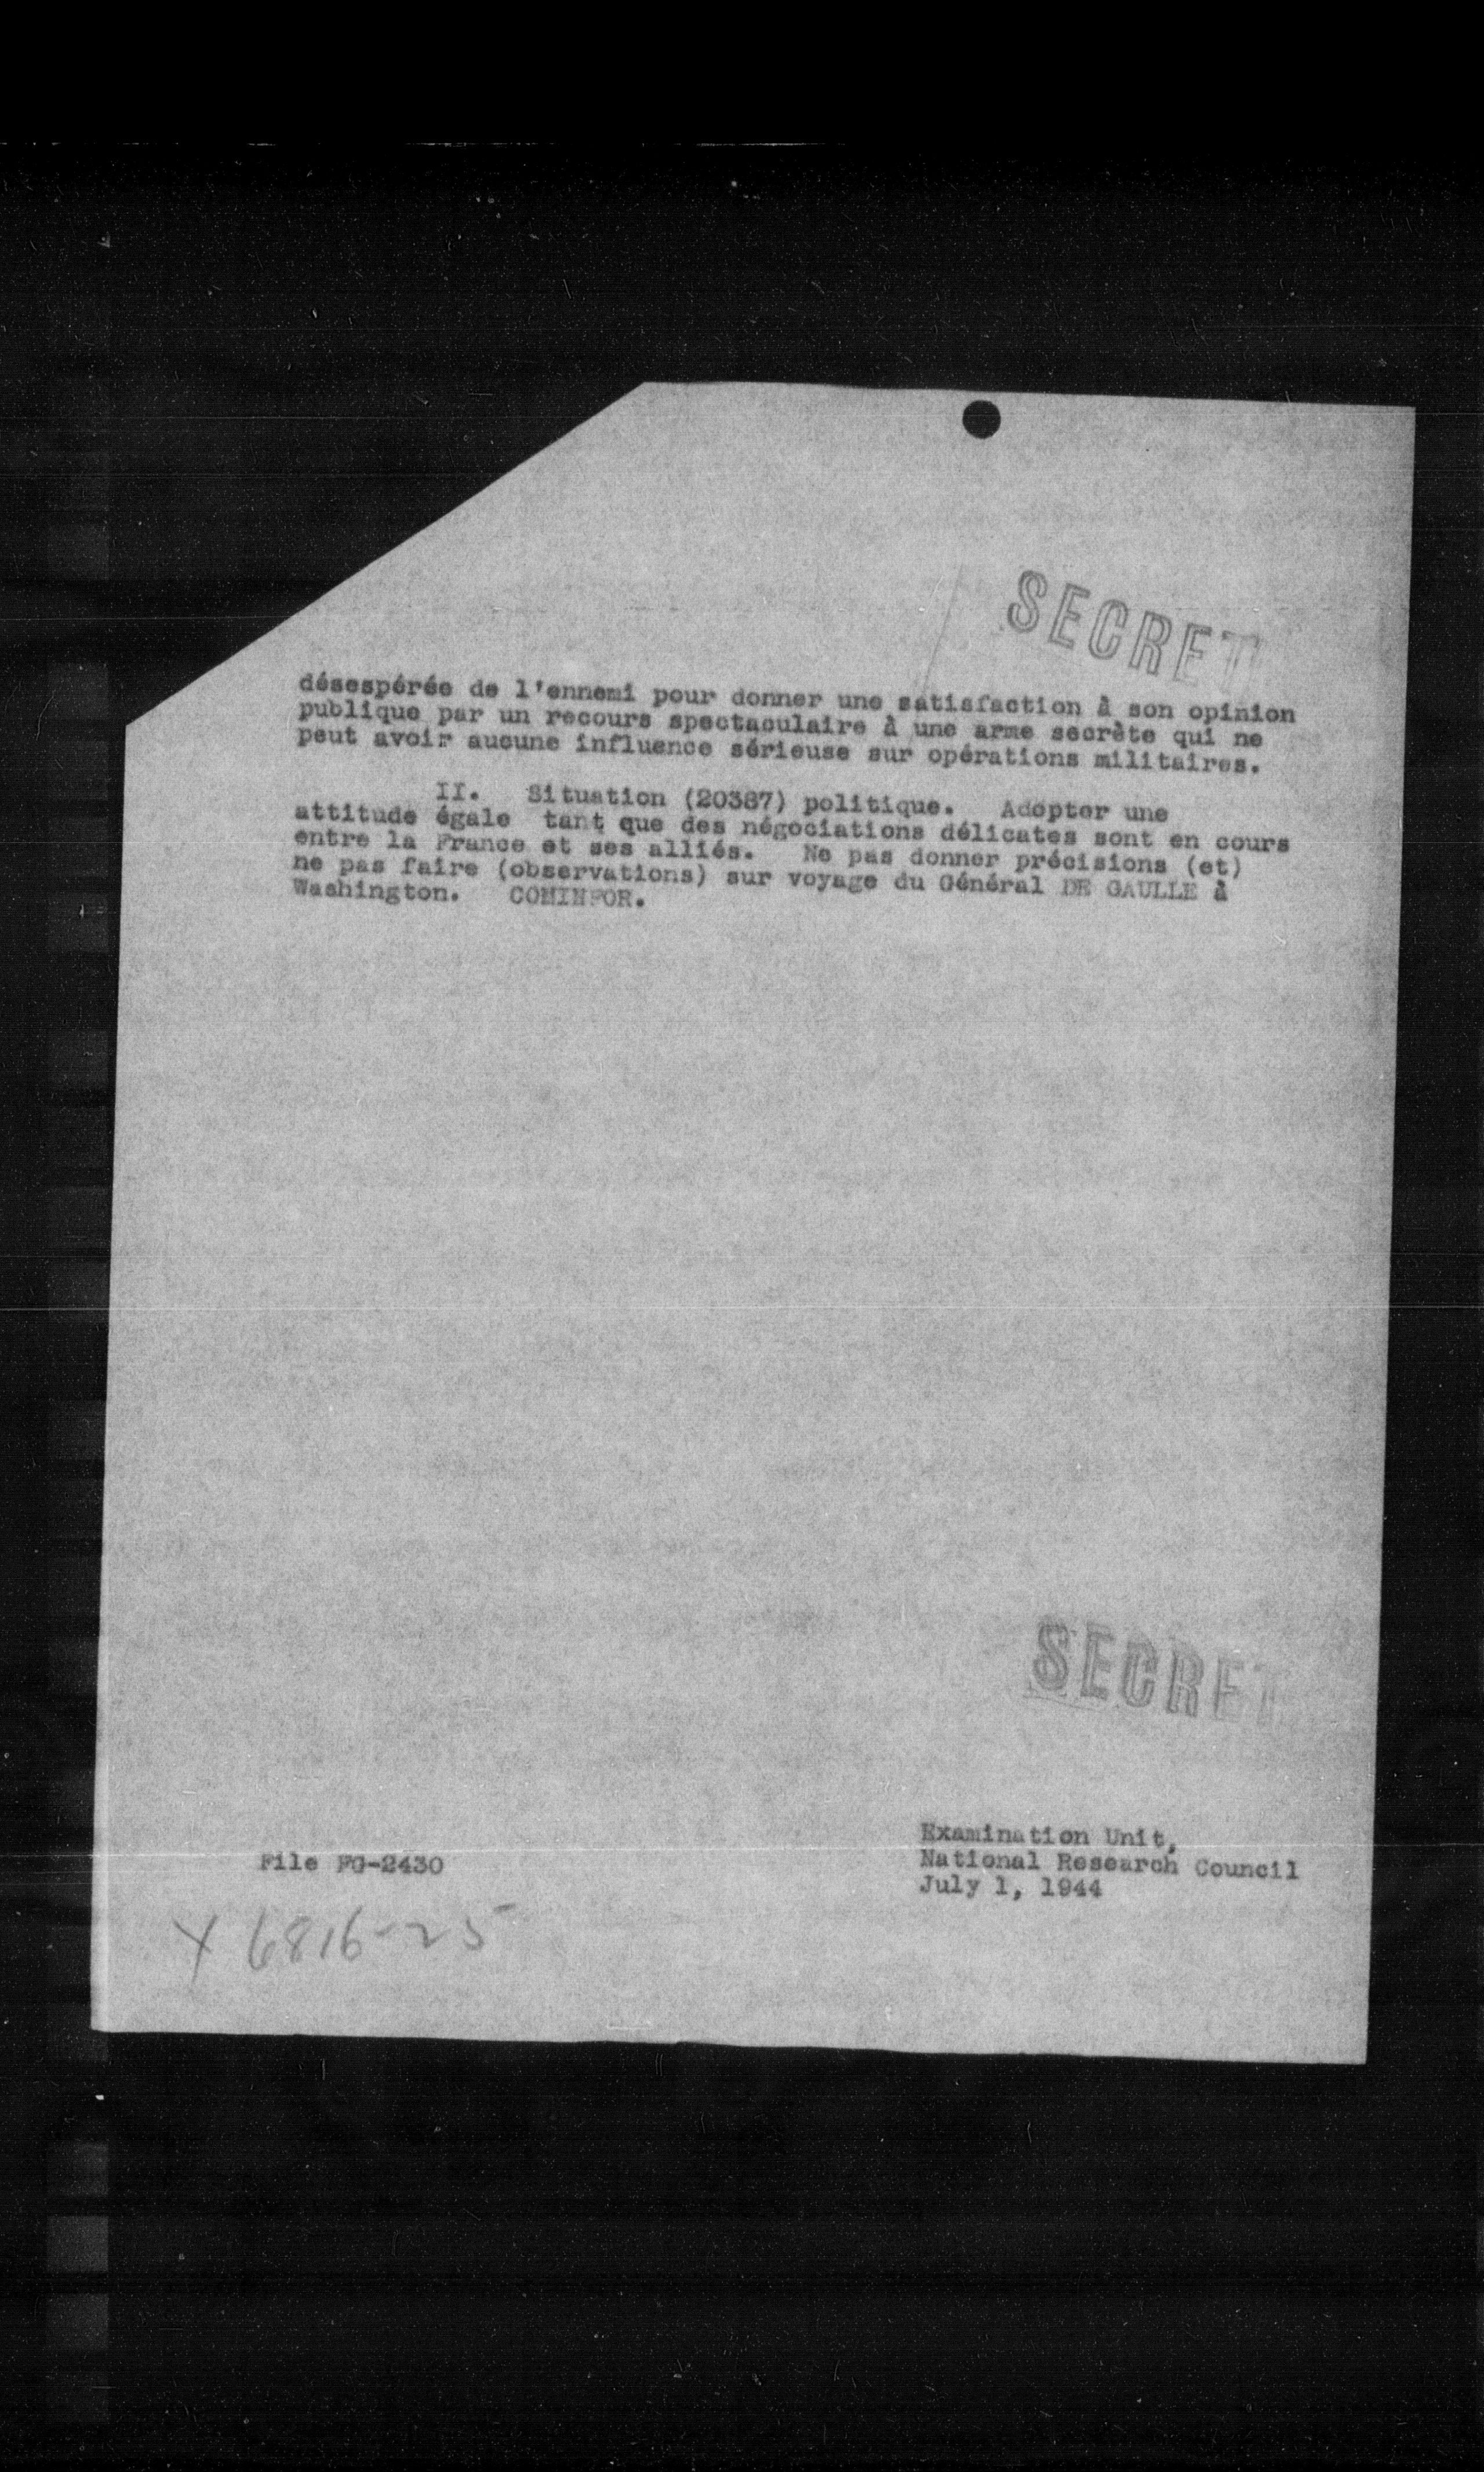 SECRET
désespérée de l'ennemi pour donner une satisfaction à son opinion
publique par un recours spectaculaire à une arme secrète qui ne
peut avoir aucune influence sérieuse sur opérations militaires.
II. Situation (20387) politique. Adopter une
attitude égale tant que des négociations délicates sont en cours
entre la France et ses alliés. Ne pas donner précisions (et)
ne pas faire (observations) sur voyage du Général DE GAULLE à
Washington. COMINFOR.
SECRET
Examination Unit,
National Research Council
July 1, 1944
File FG-2430
X 6816-25